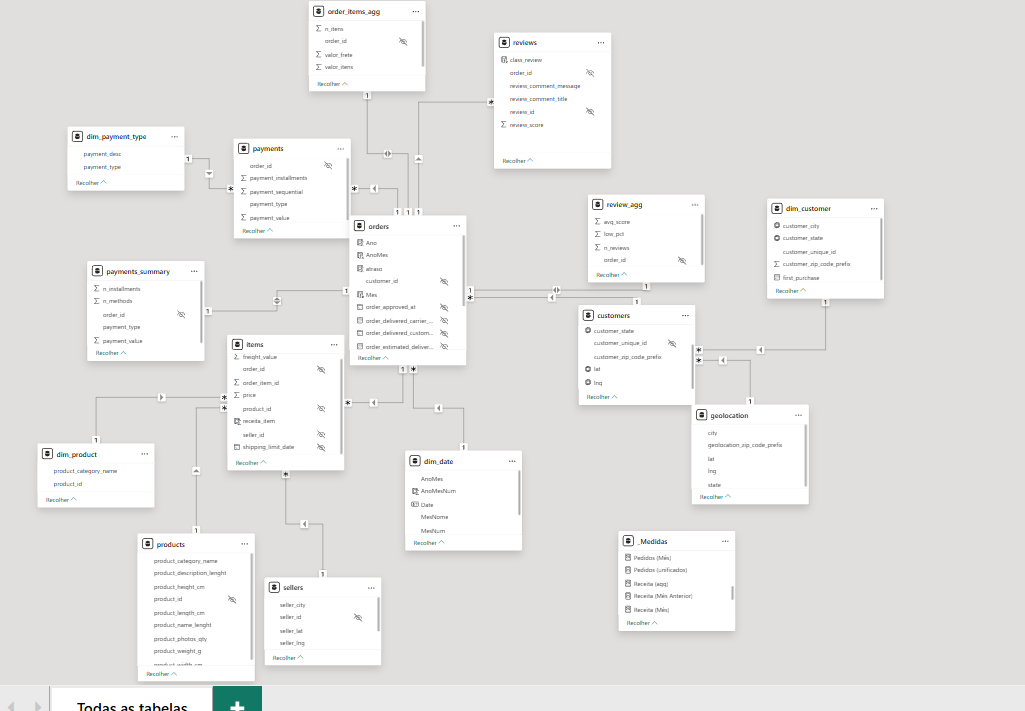 order_items_agg
n_itens
order_id
valor_frete
valor_itens
Recolher
reviews
class_review
order_id
review_comment_message
review_comment_title
review_id
review_score
Recolher
dim_payment_type
payment_desc
payment_type
Recolher
payments
order_id
payment_installments
payment_sequential
payment_type
payment_value
Recolher
orders
Ano
AnoMes
atraso
customer_id
Mes
order_approved_at
order_delivered_carrier_...
order_delivered_custom...
order_estimated_deliver...
Recolher
review_agg
avg_score
low_pct
n_reviews
order_id
Recolher
dim_customer
customer_city
customer_state
customer_unique_id
customer_zip_code_prefix
first_purchase
Recolher
payments_summary
n_installments
n_methods
order_id
payment_type
payment_value
Recolher
customers
customer_state
customer_unique_id
customer_zip_code_prefix
lat
lng
Recolher
items
freight_value
order_id
order_item_id
price
product_id
receita_item
seller_id
shipping_limit_date
Recolher
geolocation
city
geolocation_zip_code_prefix
lat
lng
state
Recolher
dim_product
product_category_name
product_id
Recolher
dim_date
AnoMes
AnoMesNum
Date
MesNome
MesNum
Recolher
products
product_category_name
product_description_lenght
product_height_cm
product_id
product_length_cm
product_name_lenght
product_photos_qty
product_weight_g
product_width_cm
Recolher
sellers
seller_city
seller_id
seller_lat
seller_lng
Recolher
_Medidas
Pedidos (Mês)
Pedidos (unificados)
Receita (agg)
Receita (Mês Anterior)
Receita (Mês)
Recolher
Todas as tabelas